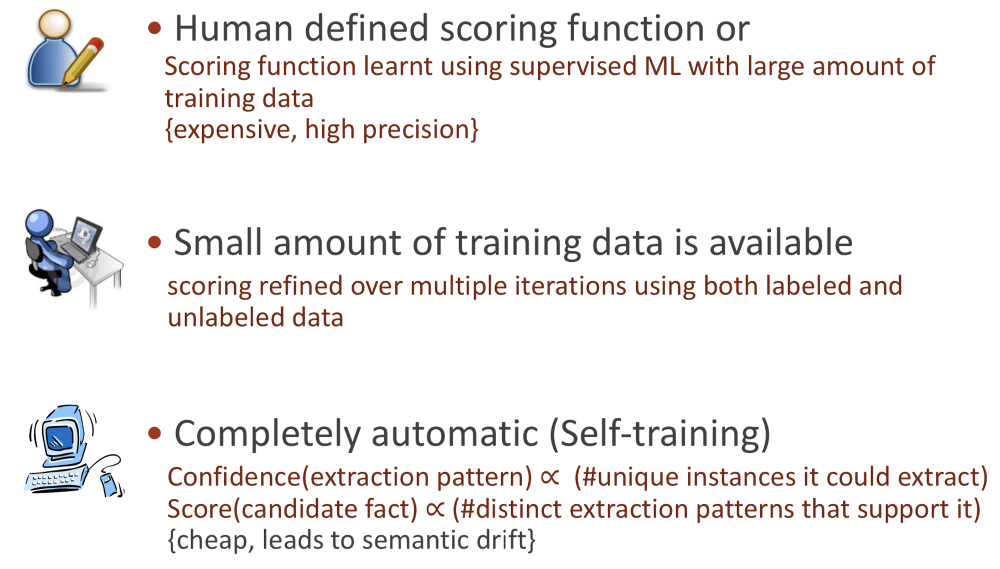 • Human defined scoring function or
Scoring function learnt using supervised ML with large amount of
training data
{expensive, high precision}
• Small amount of training data is available
scoring refined over multiple iterations using both labeled and
unlabeled data
• Completely automatic (Self-training)
Confidence(extraction pattern) ∝ (#unique instances it could extract)
Score(candidate fact) ∝ (#distinct extraction patterns that support it)
{cheap, leads to semantic drift}